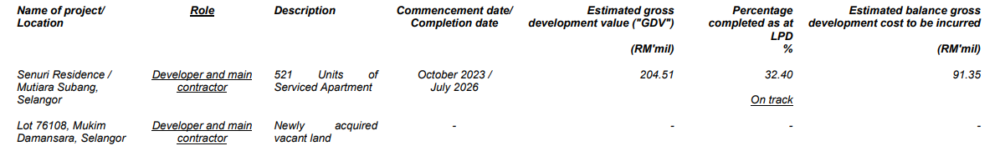 Name of project/ Role Description Commencement date/ Estimated gross Percentage Estimated balance gross
Location Completion date development value ("GDV") completed as at development cost to be incurred
LPD
(RM'mil) % (RM'mil)
Senuri Residence / Developer and main 521 Units of October 2023 / 204.51 32.40 91.35
Mutiara Subang, contractor Serviced Apartment July 2026
Selangor On track
Lot 76108, Mukim Developer and main Newly acquired - - - -
Damansara, Selangor contractor vacant land